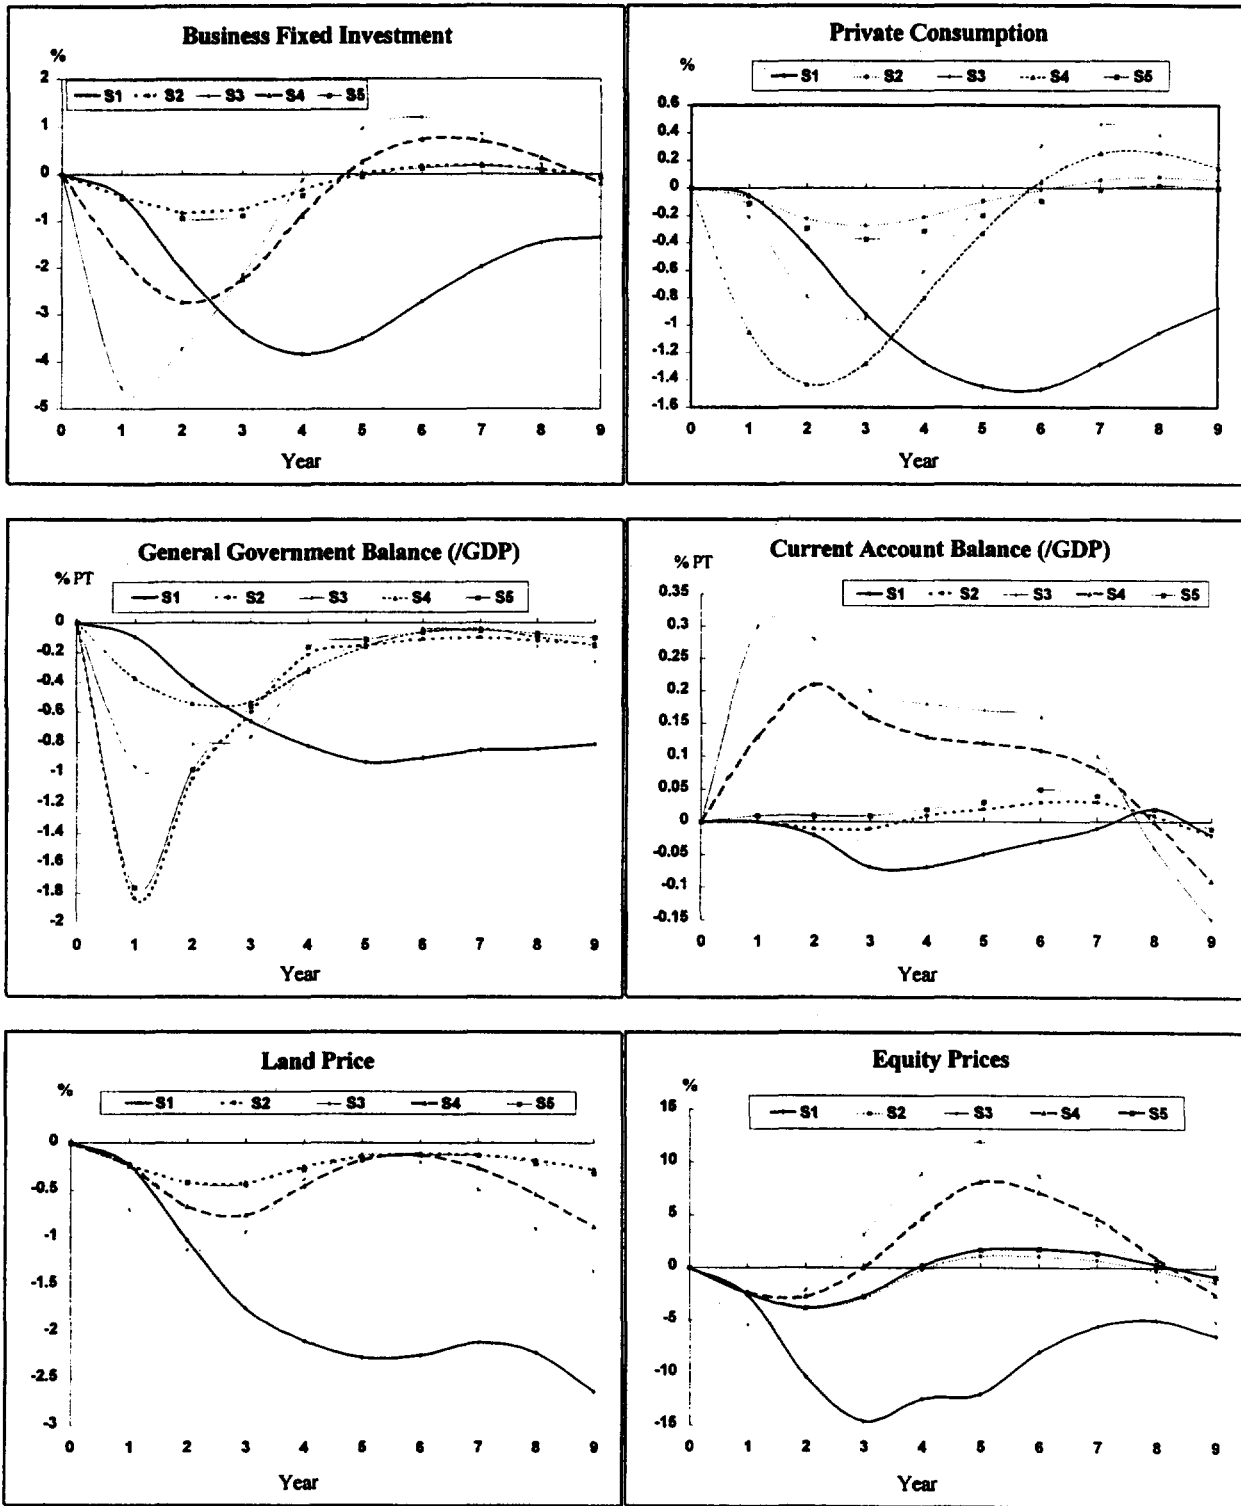 Business Fixed Investment
%
S1 S2 S3 S4 S5
2
1
0
-1
-2
-3
-4
-5
0 1 2 3 4 5 6 7 8 9
Year
Private Consumption
%
S1 S2 S3 S4 S5
0.6
0.4
0.2
0
-0.2
-0.4
-0.6
-0.8
-1
-1.2
-1.4
-1.6
0 1 2 3 4 5 6 7 8 9
Year
General Government Balance (/GDP)
% PT
S1 S2 S3 S4 S5
0
-0.2
-0.4
-0.6
-0.8
-1
-1.2
-1.4
-1.6
-1.8
-2
0 1 2 3 4 5 6 7 8 9
Year
Current Account Balance (/GDP)
% PT
S1 S2 S3 S4 S5
0.35
0.3
0.25
0.2
0.15
0.1
0.05
0
-0.05
-0.1
-0.15
0 1 2 3 4 5 6 7 8 9
Year
Land Price
%
S1 S2 S3 S4 S5
0
-0.5
-1
-1.5
-2
-2.5
-3
0 1 2 3 4 5 6 7 8 9
Year
Equity Prices
%
S1 S2 S3 S4 S5
15
10
5
0
-5
-10
-15
0 1 2 3 4 5 6 7 8 9
Year